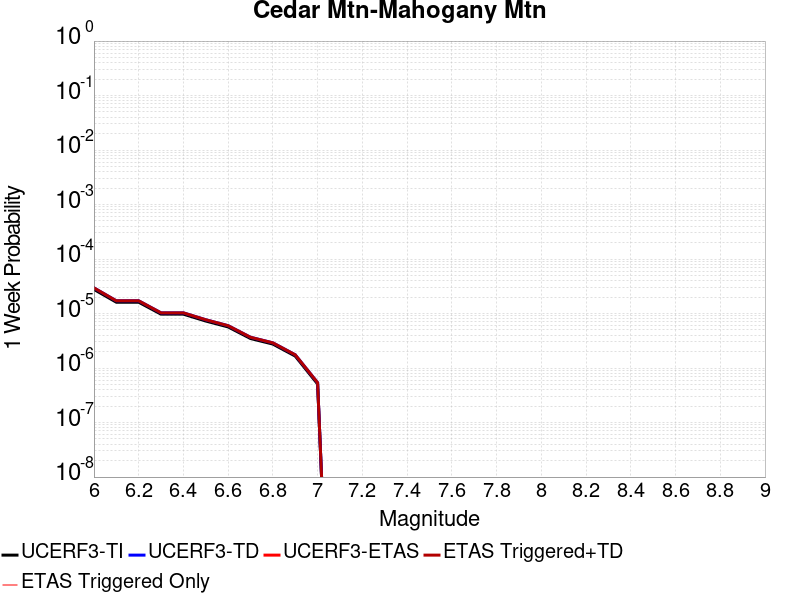 Cedar Mtn-Mahogany Mtn
1 Week Probability
10^0
10^-1
10^-2
10^-3
10^-4
10^-5
10^-6
10^-7
10^-8
6 6.2 6.4 6.6 6.8 7 7.2 7.4 7.6 7.8 8 8.2 8.4 8.6 8.8 9
Magnitude
UCERF3-TI UCERF3-TD UCERF3-ETAS ETAS Triggered+TD
ETAS Triggered Only